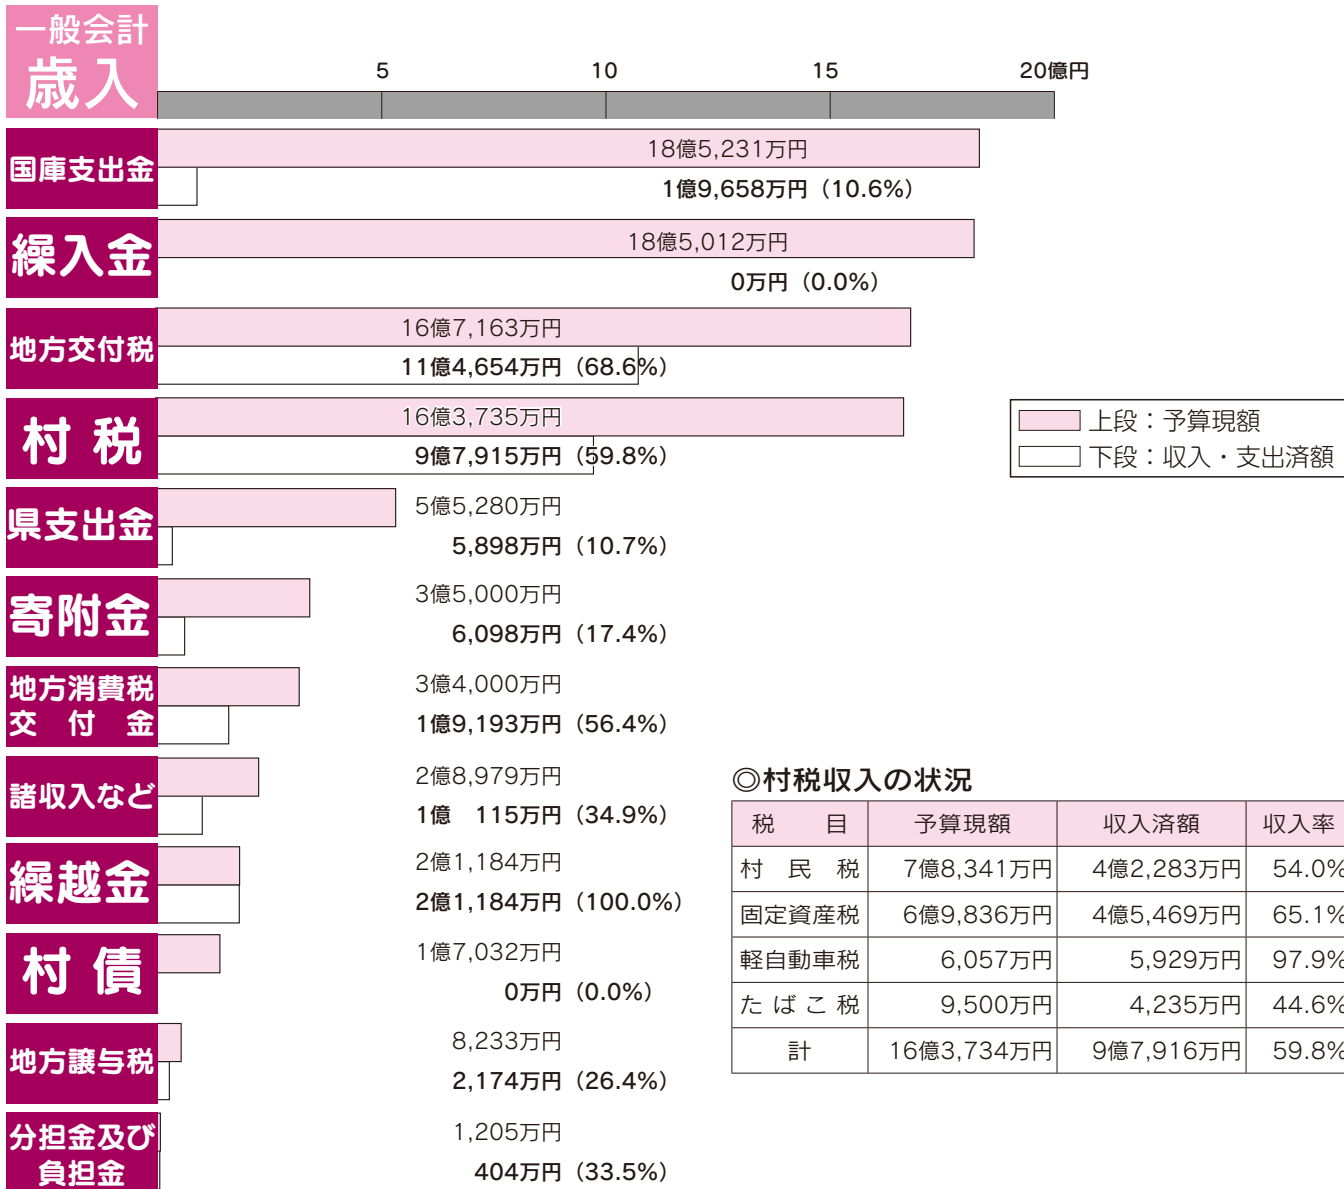 一般会計
歳入
5 10 15 20億円
国庫支出金
18億5,231万円
1億9,658万円（10.6%）
繰入金
18億5,012万円
0万円（0.0%）
地方交付税
16億7,163万円
11億4,654万円（68.6%）
村税
16億3,735万円
9億7,915万円（59.8%）
上段：予算現額
下段：収入・支出済額
県支出金
5億5,280万円
5,898万円（10.7%）
寄附金
3億5,000万円
6,098万円（17.4%）
地方消費税
交付金
3億4,000万円
1億9,193万円（56.4%）
諸収入など
2億8,979万円
1億　115万円（34.9%）
繰越金
2億1,184万円
2億1,184万円（100.0%）
村債
1億7,032万円
0万円（0.0%）
地方譲与税
8,233万円
2,174万円（26.4%）
分担金及び
負担金
1,205万円
404万円（33.5%）
◎村税収入の状況
税　目 予算現額 収入済額 収入率
村民税 7億8,341万円 4億2,283万円 54.0%
固定資産税 6億9,836万円 4億5,469万円 65.1%
軽自動車税 6,057万円 5,929万円 97.9%
たばこ税 9,500万円 4,235万円 44.6%
計 16億3,734万円 9億7,916万円 59.8%